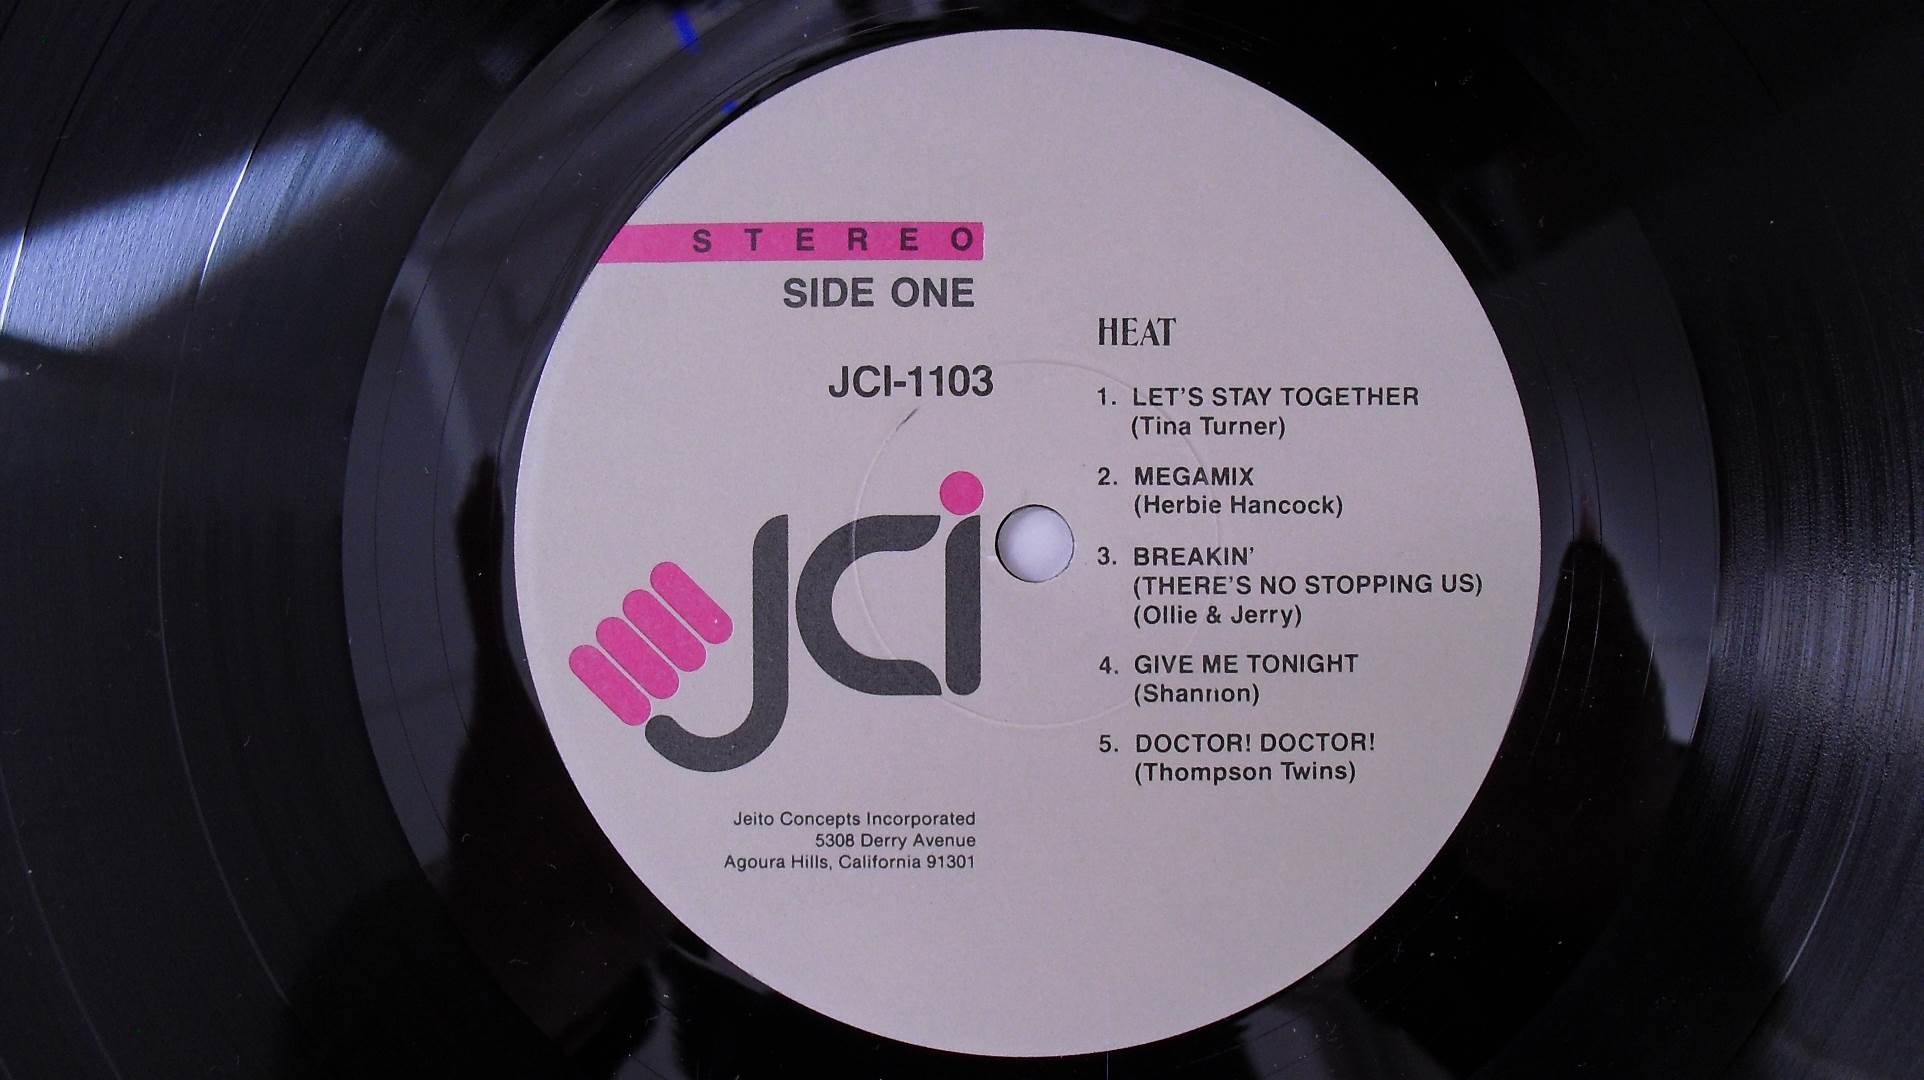 STEREO
SIDE ONE
JCI-1103
JCi
Jeito Concepts Incorporated
5308 Derry Avenue
Agoura Hills, California 91301
HEAT
1. LET'S STAY TOGETHER
(Tina Turner)
2. MEGAMIX
(Herbie Hancock)
3. BREAKIN'
(THERE'S NO STOPPING US)
(Ollie & Jerry)
4. GIVE ME TONIGHT
(Shannon)
5. DOCTOR! DOCTOR!
(Thompson Twins)